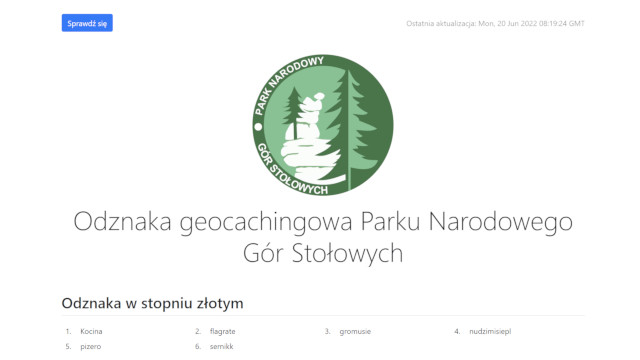 Sprawdź się
Ostatnia aktualizacja: Mon, 20 Jun 2022 08:19:24 GMT
PARK NARODOWY
GÓR STOŁOWYCH
Odznaka geocachingowa Parku Narodowego
Gór Stołowych
Odznaka w stopniu złotym
1. Kocina 2. flagrate 3. gromusie 4. nudzimisiepl
5. pizero 6. sernikk